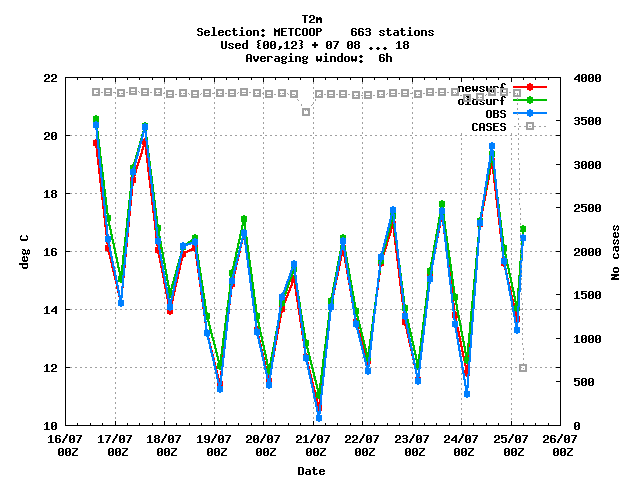 T2m
Selection: METCOOP 663 stations
Used {00,12} + 07 08 ... 18
Averaging window: 6h
22
20
18
16
14
12
10
deg C
4000
3500
3000
2500
2000
1500
1000
500
0
No cases
newsurf
oldsurf
OBS
CASES
16/07 17/07 18/07 19/07 20/07 21/07 22/07 23/07 24/07 25/07 26/07
00Z 00Z 00Z 00Z 00Z 00Z 00Z 00Z 00Z 00Z 00Z
Date